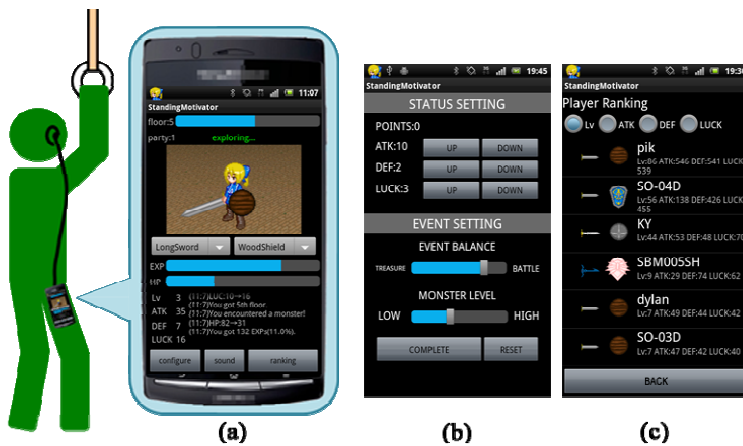 11:07
StandingMotivator
floor:5
party:1 exploring...
LongSword WoodShield
EXP
HP
Lv 3 (11:7)LUC:10→16
(11:7)You got 5th floor.
ATK 35 (11:7)You encountered a monster!
DEF 7 (11:7)HP:82→31
(11:7)You got 132 EXPs(11.0%).
LUCK 16
configure sound ranking
(a)
19:45
StandingMotivator
STATUS SETTING
POINTS:0
ATK:10 UP DOWN
DEF:2 UP DOWN
LUCK:3 UP DOWN
EVENT SETTING
EVENT BALANCE
TREASURE BATTLE
MONSTER LEVEL
LOW HIGH
COMPLETE RESET
(b)
19:30
StandingMotivator
Player Ranking
Lv ATK DEF LUCK
pik
Lv:86 ATK:546 DEF:541 LUCK:
539
SO-04D
Lv:56 ATK:138 DEF:426 LUCK:
455
KY
Lv:44 ATK:53 DEF:48 LUCK:70
SBM005SH
Lv:9 ATK:29 DEF:74 LUCK:62
dylan
Lv:7 ATK:49 DEF:44 LUCK:42
SO-03D
Lv:7 ATK:47 DEF:42 LUCK:40
BACK
(c)